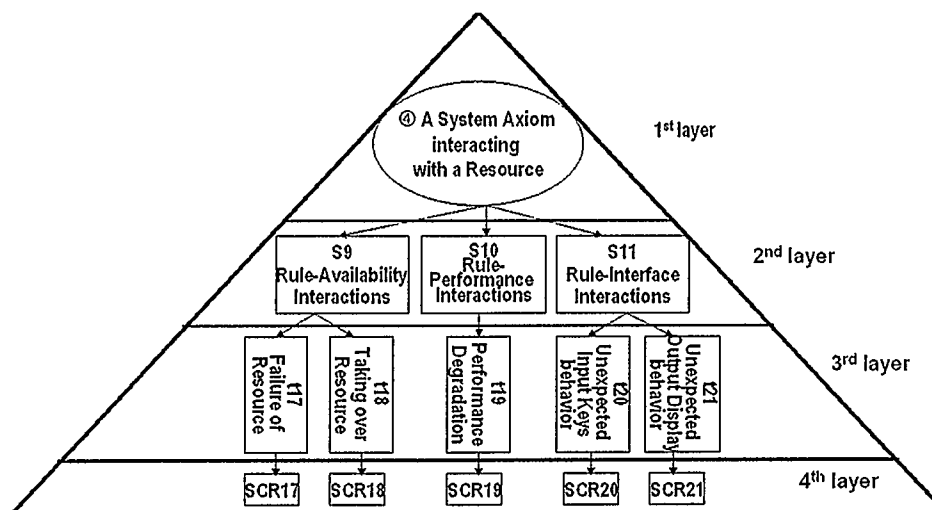 ④ A System Axiom
interacting
with a Resource
1st layer
S9
Rule-Availability
Interactions
S10
Rule-
Performance
Interactions
S11
Rule-Interface
Interactions
2nd layer
t17
Failure of
Resource
t18
Taking over
Resource
t19
Performance
Degradation
t20
Unexpected
Input Keys
behavior
t21
Unexpected
Output Display
behavior
3rd layer
SCR17
SCR18
SCR19
SCR20
SCR21
4th layer